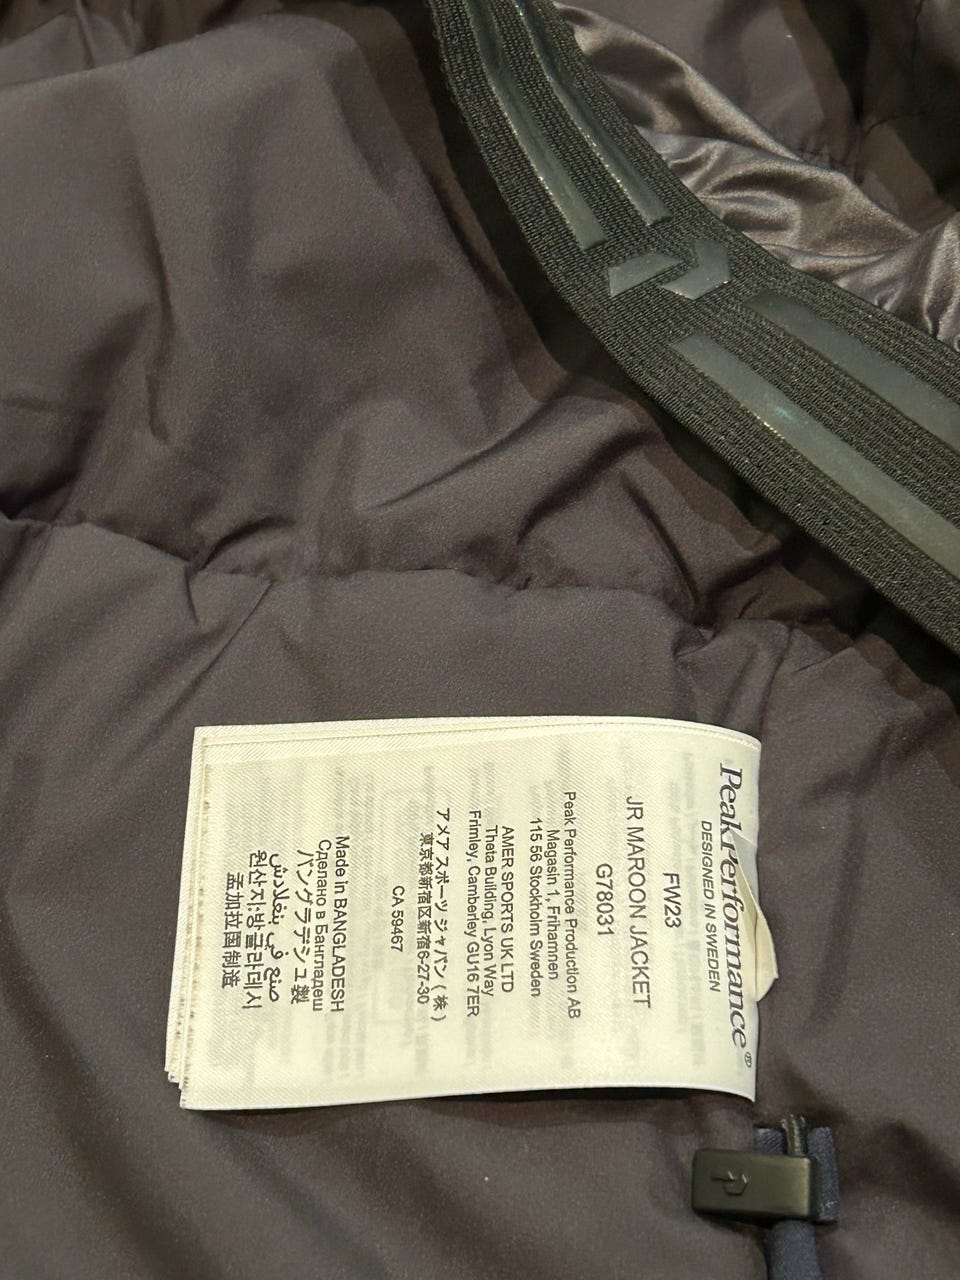 Peak Performance®
DESIGNED IN SWEDEN
FW23
JR MAROON JACKET
G78031
Peak Performance Production AB
Magasin 1, Frihamnen
115 56 Stockholm Sweden
AMER SPORTS UK LTD
Theta Building, Lyon Way
Frimley, Camberley GU16 7ER
アメア スポーツ ジャパン ( 株 )
東京都新宿区新宿6-27-30
CA 59467
Made in BANGLADESH
Сделано в Бангладеш
バングラデシュ製
صنع في بنغلادش
원산지:방글라데시
孟加拉国制造